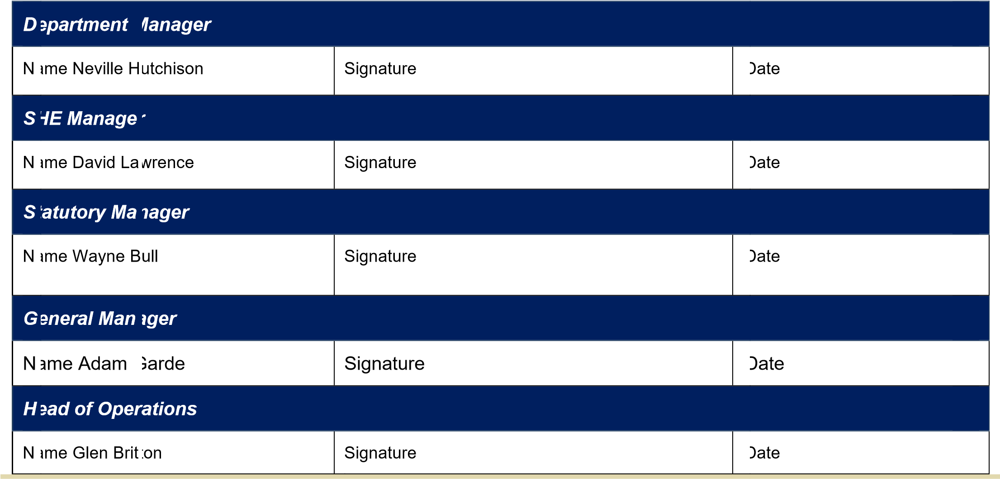 Department Manager
Name Neville Hutchison Signature Date
SHE Manager
Name David Lawrence Signature Date
Statutory Manager
Name Wayne Bull Signature Date
General Manager
Name Adam Garde Signature Date
Head of Operations
Name Glen Britton Signature Date